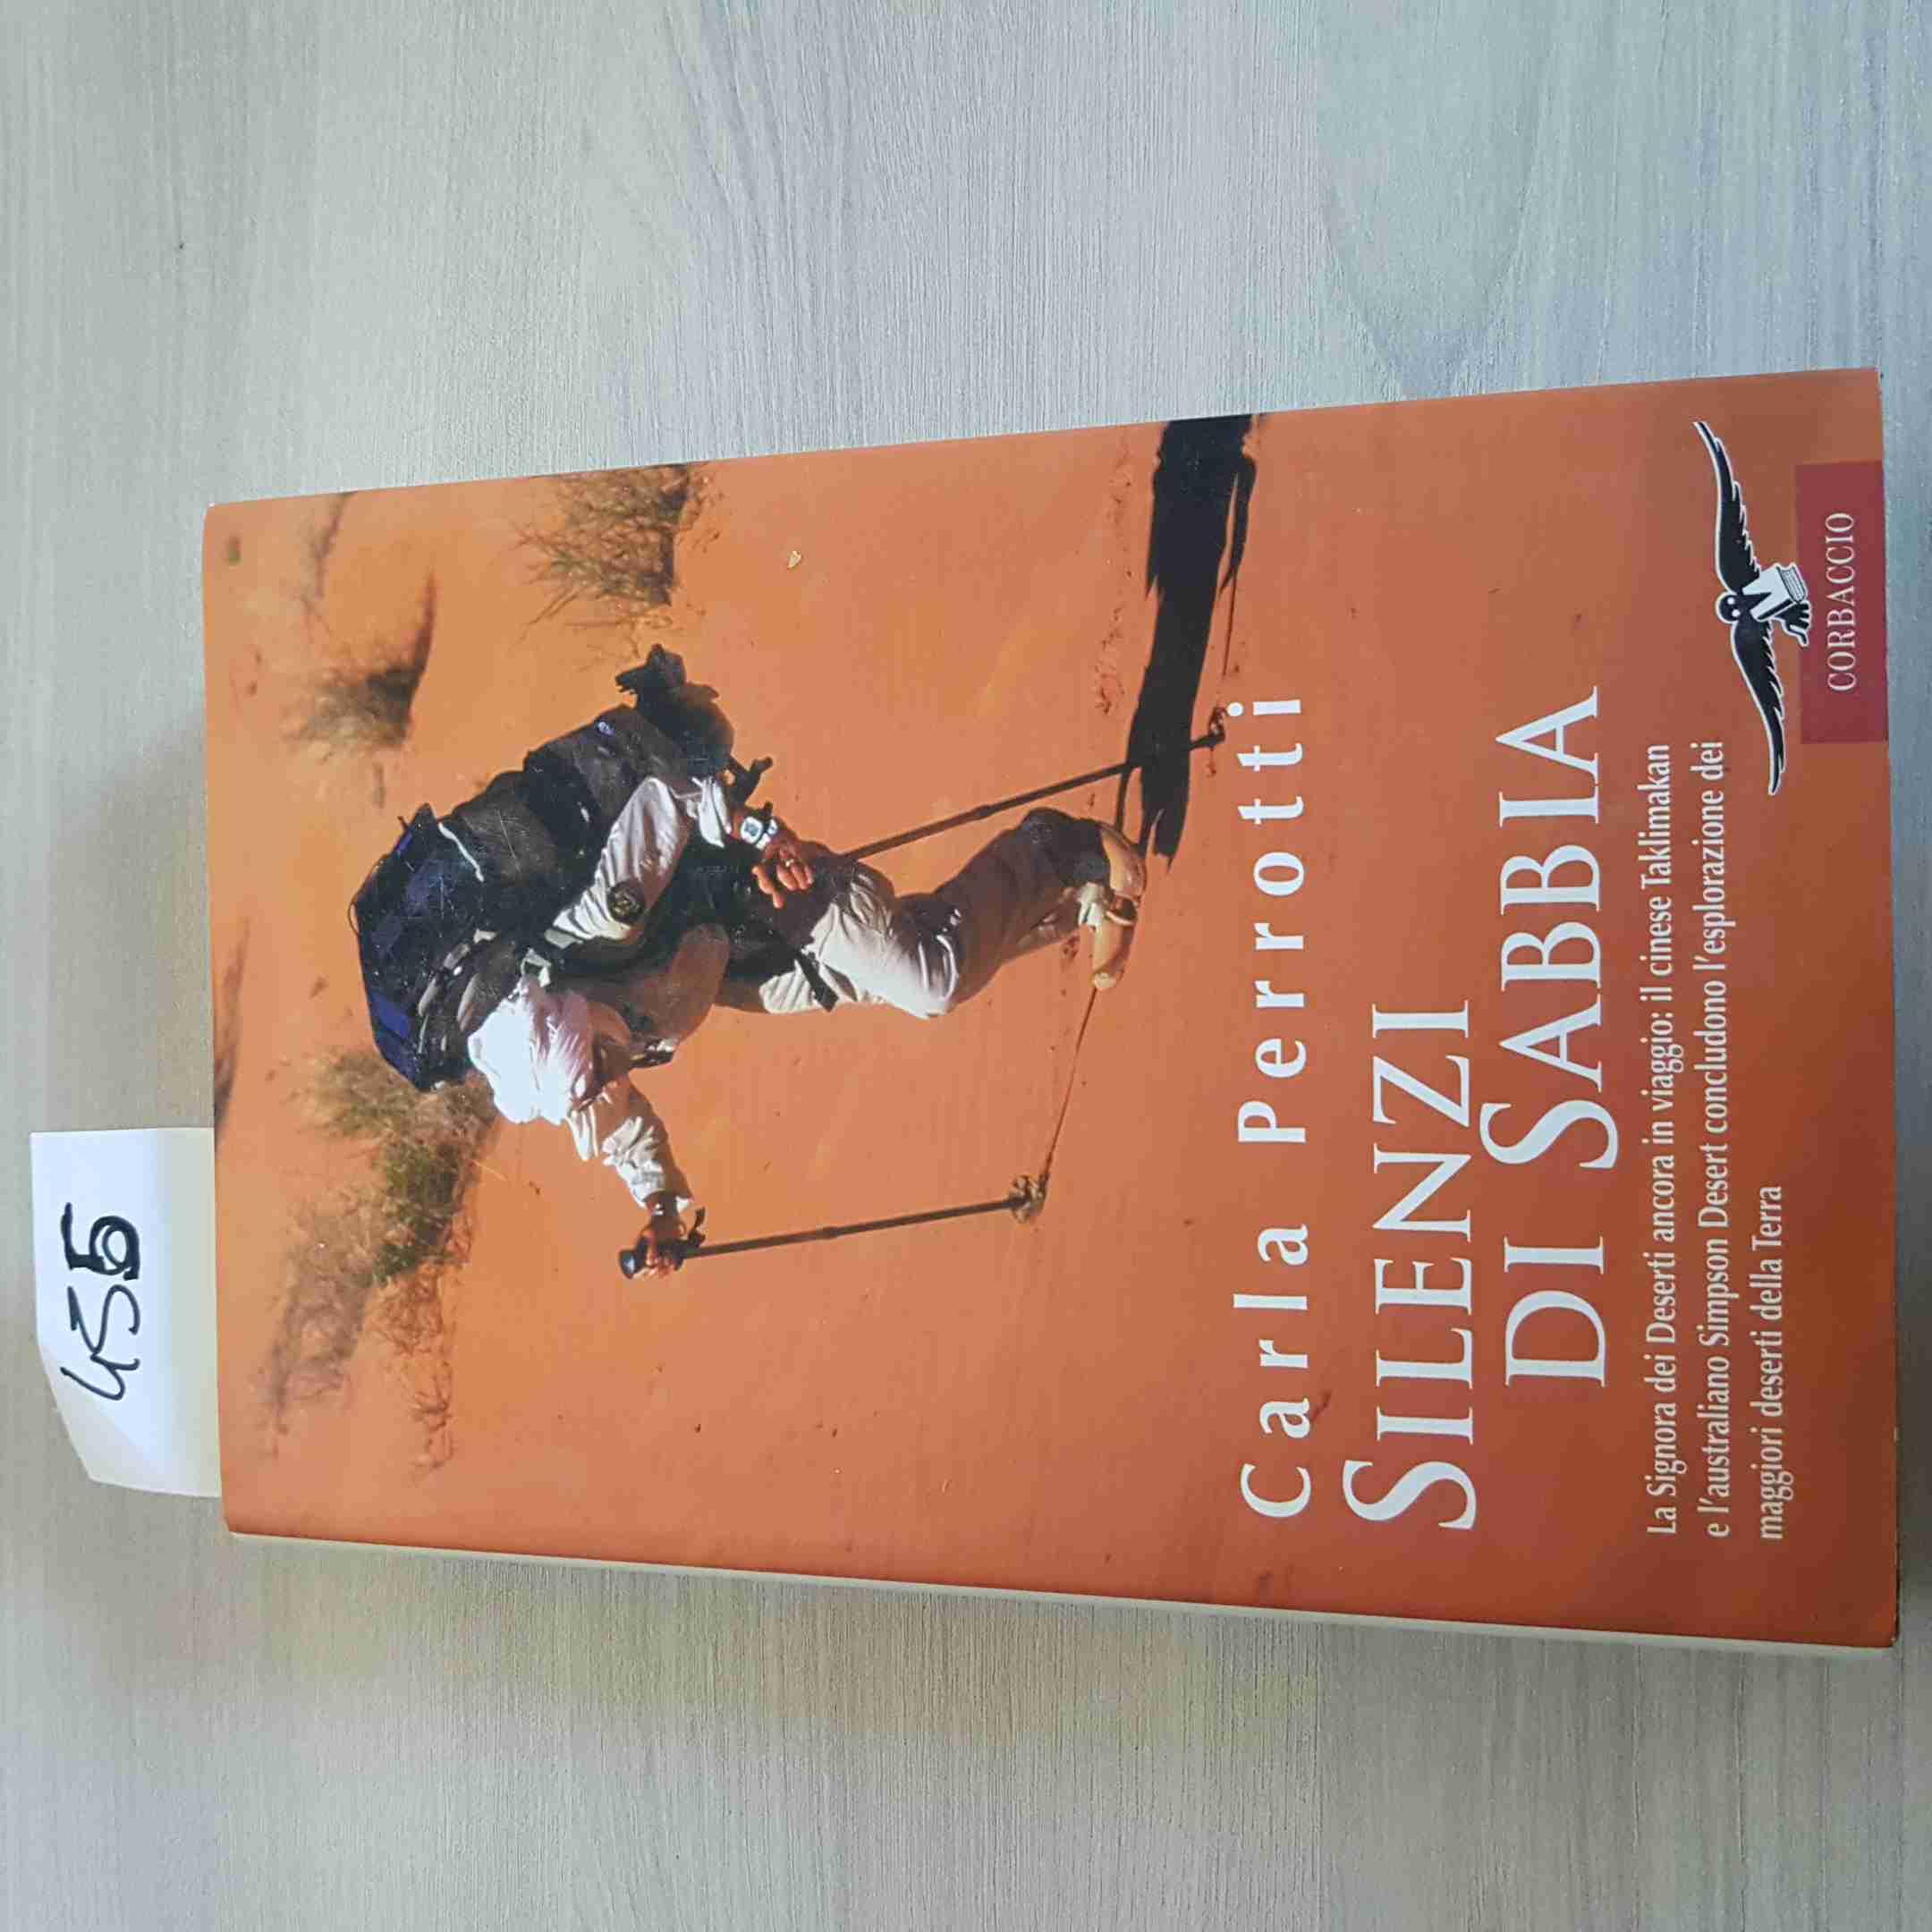 455
Carla Perrotti
SILENZI
DI SABBIA
La Signora dei Deserti ancora in viaggio: il cinese Taklimakan
e l'australiano Simpson Desert concludono l'esplorazione dei
maggiori deserti della Terra
CORBACCIO